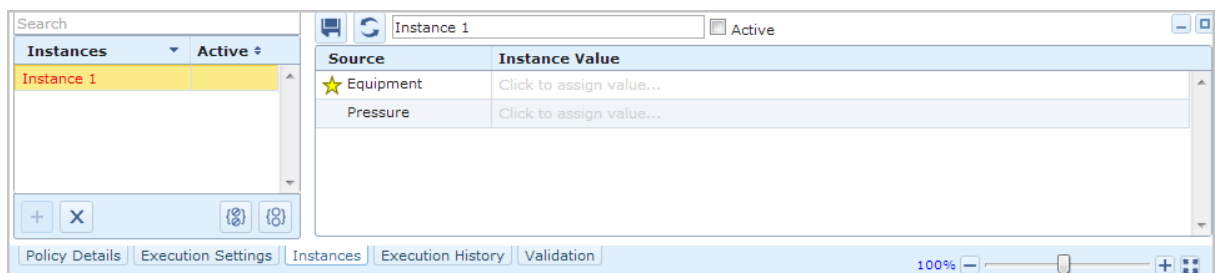 Search
Instances Active
Instance 1
Instance 1 Active
Source Instance Value
Equipment Click to assign value...
Pressure Click to assign value...
Policy Details Execution Settings Instances Execution History Validation
100%